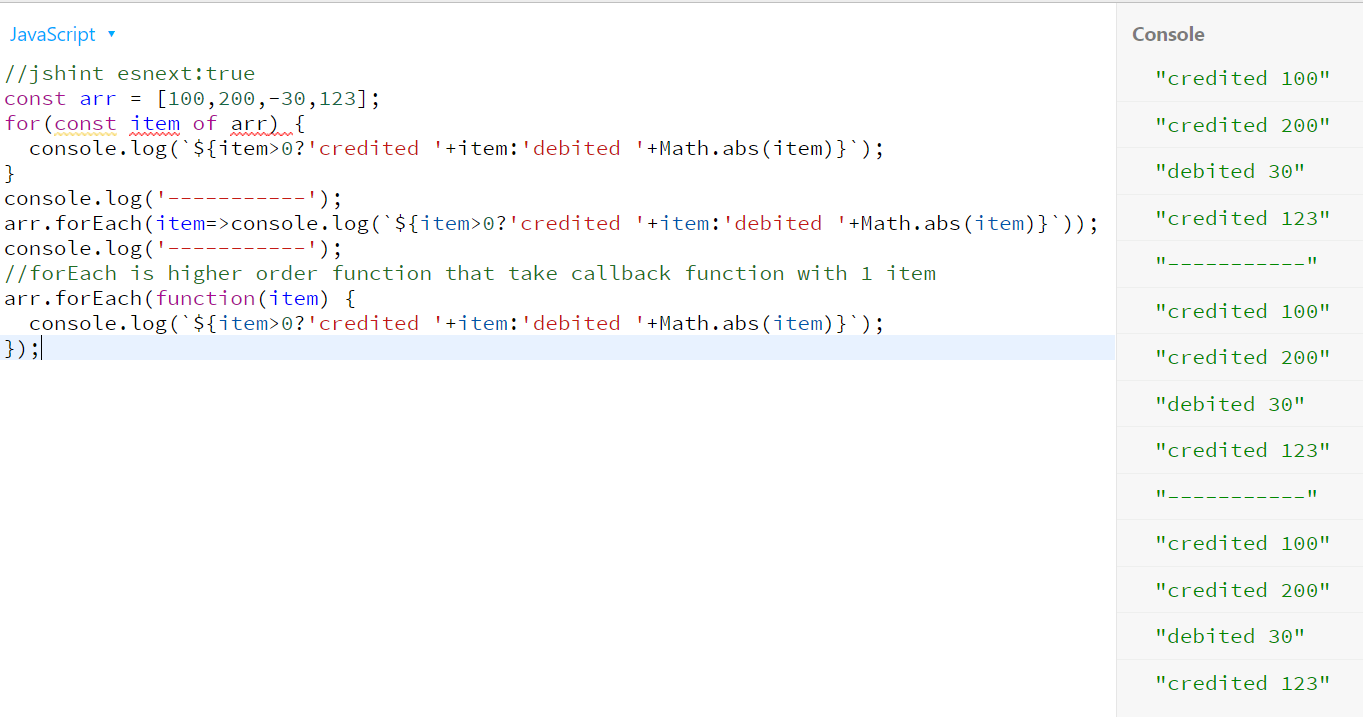 JavaScript ▼
//jshint esnext:true
const arr = [100,200,-30,123];
for(const item of arr) {
  console.log(`${item>0?'credited '+item:'debited '+Math.abs(item)}`);
}
console.log('-----------');
arr.forEach(item=>console.log(`${item>0?'credited '+item:'debited '+Math.abs(item)}`));
console.log('-----------');
//forEach is higher order function that take callback function with 1 item
arr.forEach(function(item) {
  console.log(`${item>0?'credited '+item:'debited '+Math.abs(item)}`);
});
Console
"credited 100"
"credited 200"
"debited 30"
"credited 123"
"-----------"
"credited 100"
"credited 200"
"debited 30"
"credited 123"
"-----------"
"credited 100"
"credited 200"
"debited 30"
"credited 123"